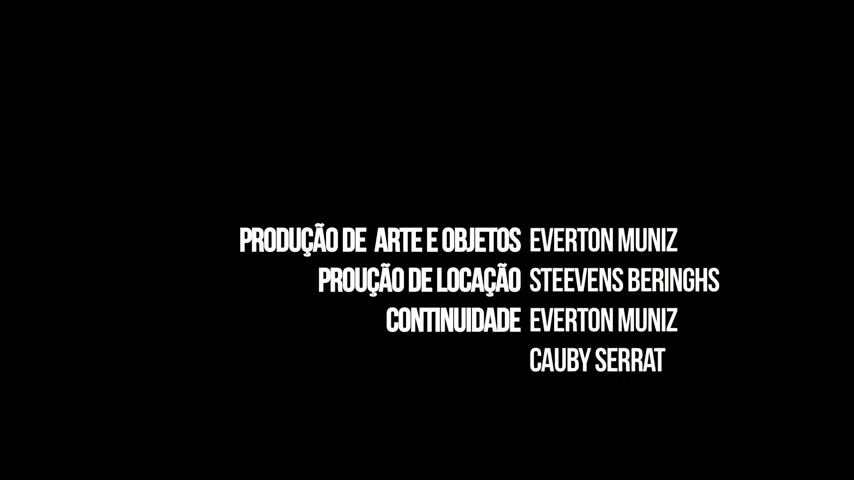 PRODUÇÃO DE ARTE E OBJETOS EVERTON MUNIZ
PROUÇÃO DE LOCAÇÃO STEEVENS BERINGHS
CONTINUIDADE EVERTON MUNIZ
CAUBY SERRAT